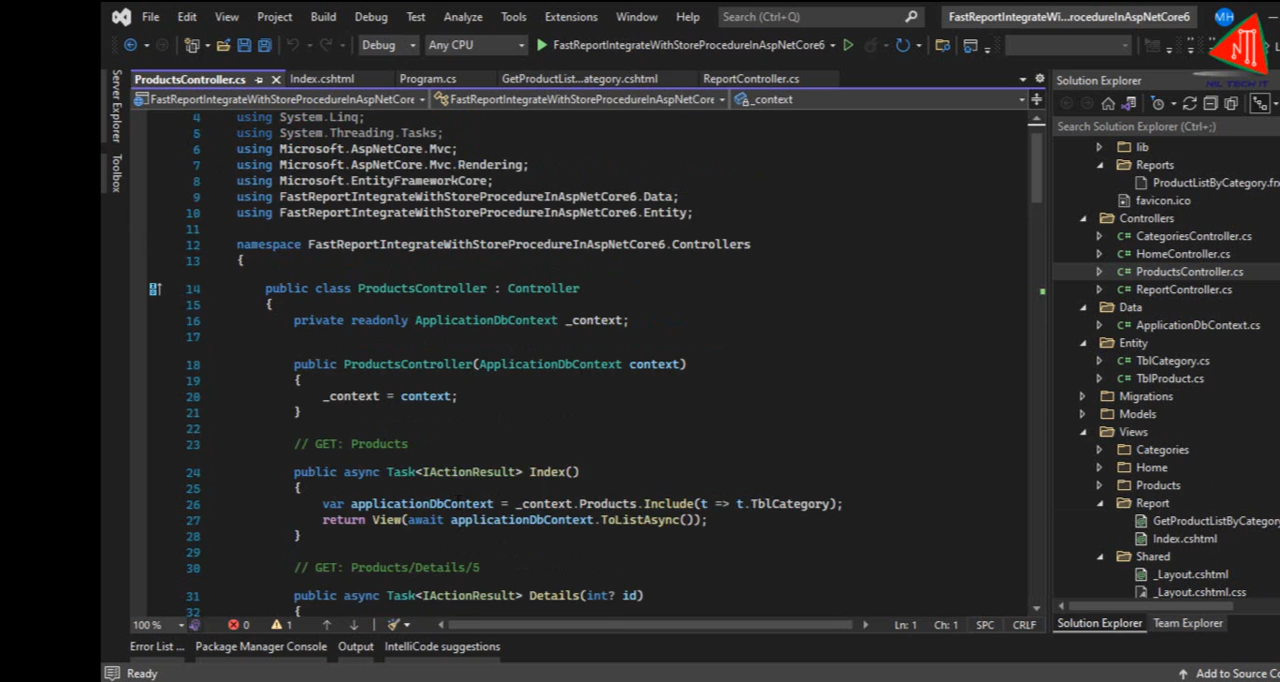 File Edit View Project Build Debug Test Analyze Tools Extensions Window Help Search (Ctrl+Q) FastReportIntegrateWi...rocedureInAspNetCore6 MH
Debug Any CPU FastReportIntegrateWithStoreProcedureInAspNetCore6
ProductsController.cs Index.cshtml Program.cs GetProductList...ategory.cshtml ReportController.cs
FastReportIntegrateWithStoreProcedureInAspNetCore FastReportIntegrateWithStoreProcedureInAspNetCore _context
Server Explorer
Toolbox
4 using System.Linq;
5 using System.Threading.Tasks;
6 using Microsoft.AspNetCore.Mvc;
7 using Microsoft.AspNetCore.Mvc.Rendering;
8 using Microsoft.EntityFrameworkCore;
9 using FastReportIntegrateWithStoreProcedureInAspNetCore6.Data;
10 using FastReportIntegrateWithStoreProcedureInAspNetCore6.Entity;
11
12 namespace FastReportIntegrateWithStoreProcedureInAspNetCore6.Controllers
13 {
14 public class ProductsController : Controller
15 {
16 private readonly ApplicationDbContext _context;
17
18 public ProductsController(ApplicationDbContext context)
19 {
20 _context = context;
21 }
22
23 // GET: Products
24 public async Task<IActionResult> Index()
25 {
26 var applicationDbContext = _context.Products.Include(t => t.TblCategory);
27 return View(await applicationDbContext.ToListAsync());
28 }
29
30 // GET: Products/Details/5
31 public async Task<IActionResult> Details(int? id)
32 {
100 % 0 1 Ln: 1 Ch: 1 SPC CRLF
Error List ... Package Manager Console Output IntelliCode suggestions
Ready Add to Source Co
Solution Explorer
Search Solution Explorer (Ctrl+;)
lib
Reports
ProductListByCategory.fr
favicon.ico
Controllers
C# CategoriesController.cs
C# HomeController.cs
C# ProductsController.cs
C# ReportController.cs
Data
C# ApplicationDbContext.cs
Entity
C# TblCategory.cs
C# TblProduct.cs
Migrations
Models
Views
Categories
Home
Products
Report
GetProductListByCategory
Index.cshtml
Shared
_Layout.cshtml
_Layout.cshtml.css
Solution Explorer Team Explorer